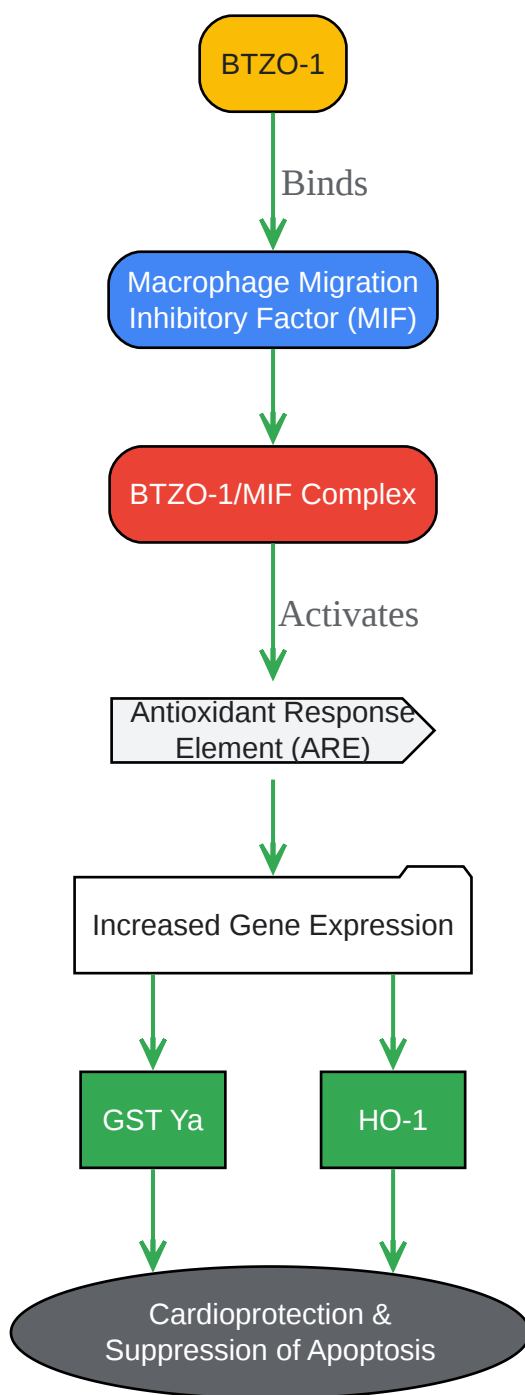 BTZO-1
Binds
Macrophage Migration
Inhibitory Factor (MIF)
BTZO-1/MIF Complex
Activates
Antioxidant Response
Element (ARE)
Increased Gene Expression
GST Ya
HO-1
Cardioprotection &
Suppression of Apoptosis